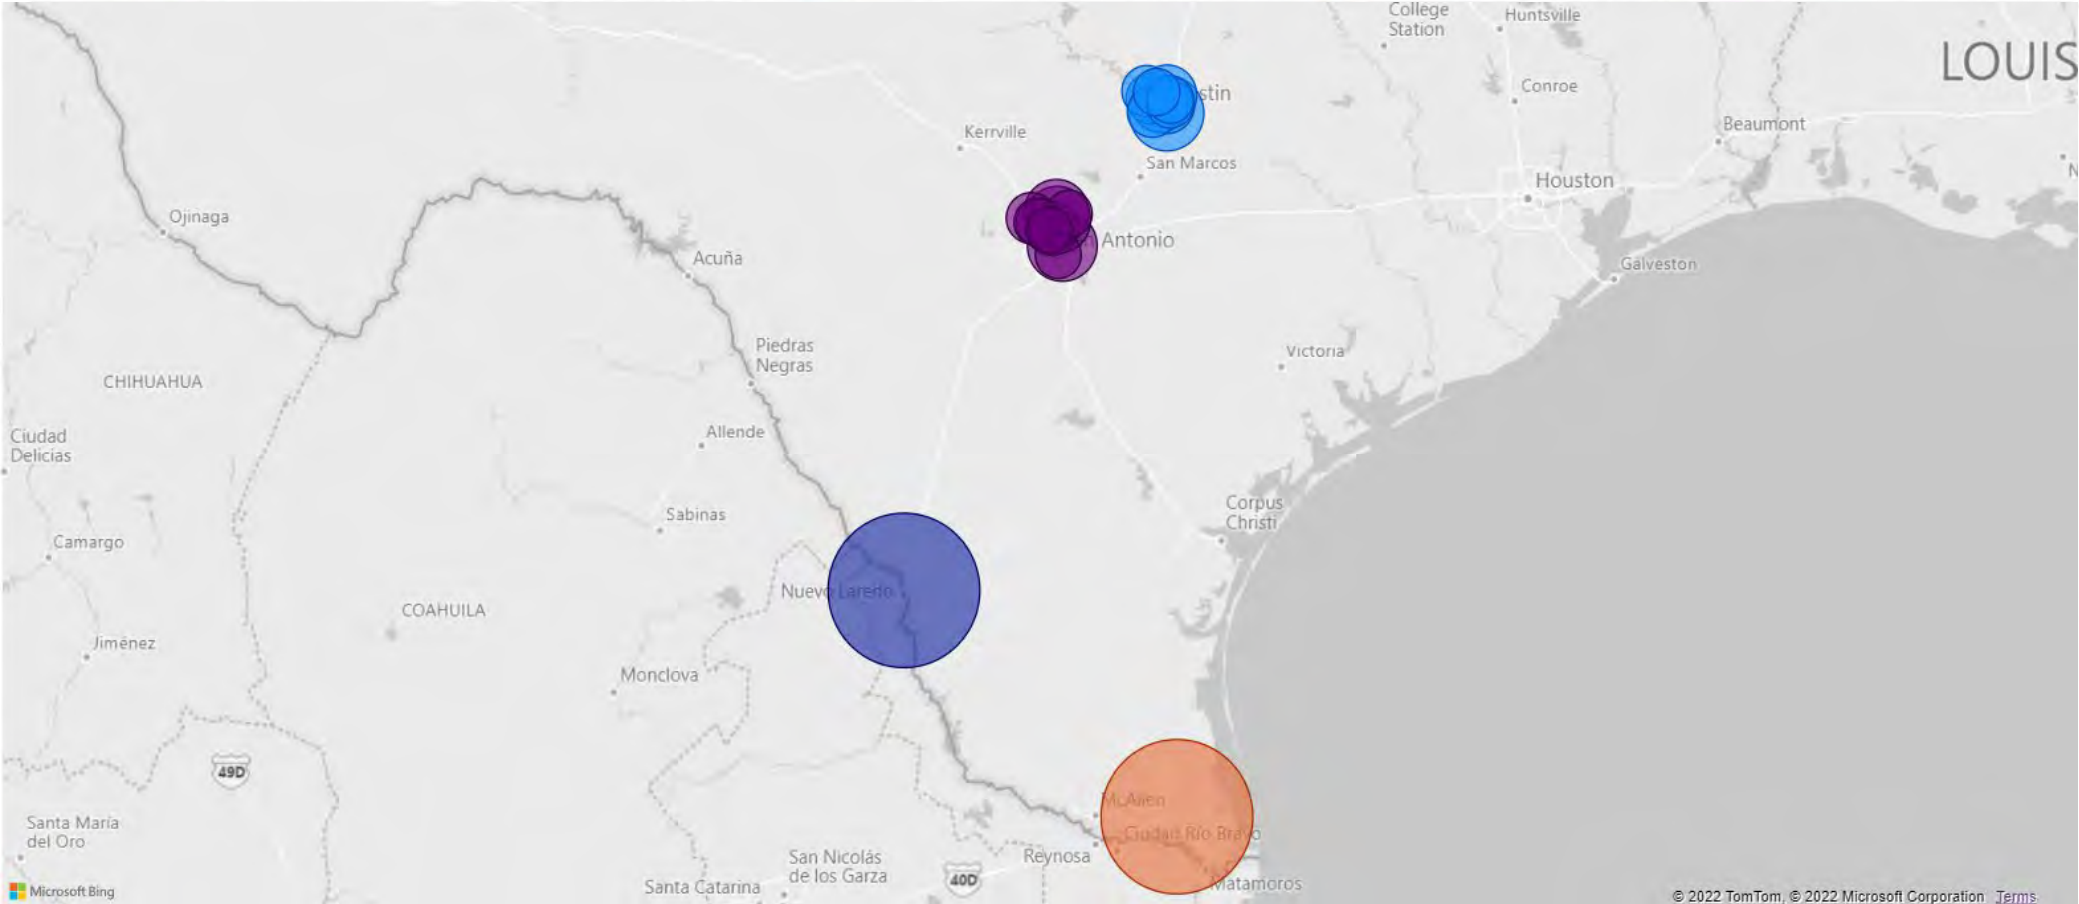 College
Station
Huntsville
LOUIS
Conroe
stin
Beaumont
Kerrville
San Marcos
N
Houston
Ojinaga
Antonio
Acuña
Galveston
Piedras
Negras
Victoria
CHIHUAHUA
Allende
Ciudad
Delicias
Corpus
Christi
Sabinas
Camargo
Nuevo Laredo
COAHUILA
Jiménez
Monclova
49D
McAllen
Santa María
del Oro
Ciudad Río Bravo
Reynosa
San Nicolás
de los Garza
40D
Santa Catarina
Matamoros
Microsoft Bing
© 2022 TomTom, © 2022 Microsoft Corporation Terms